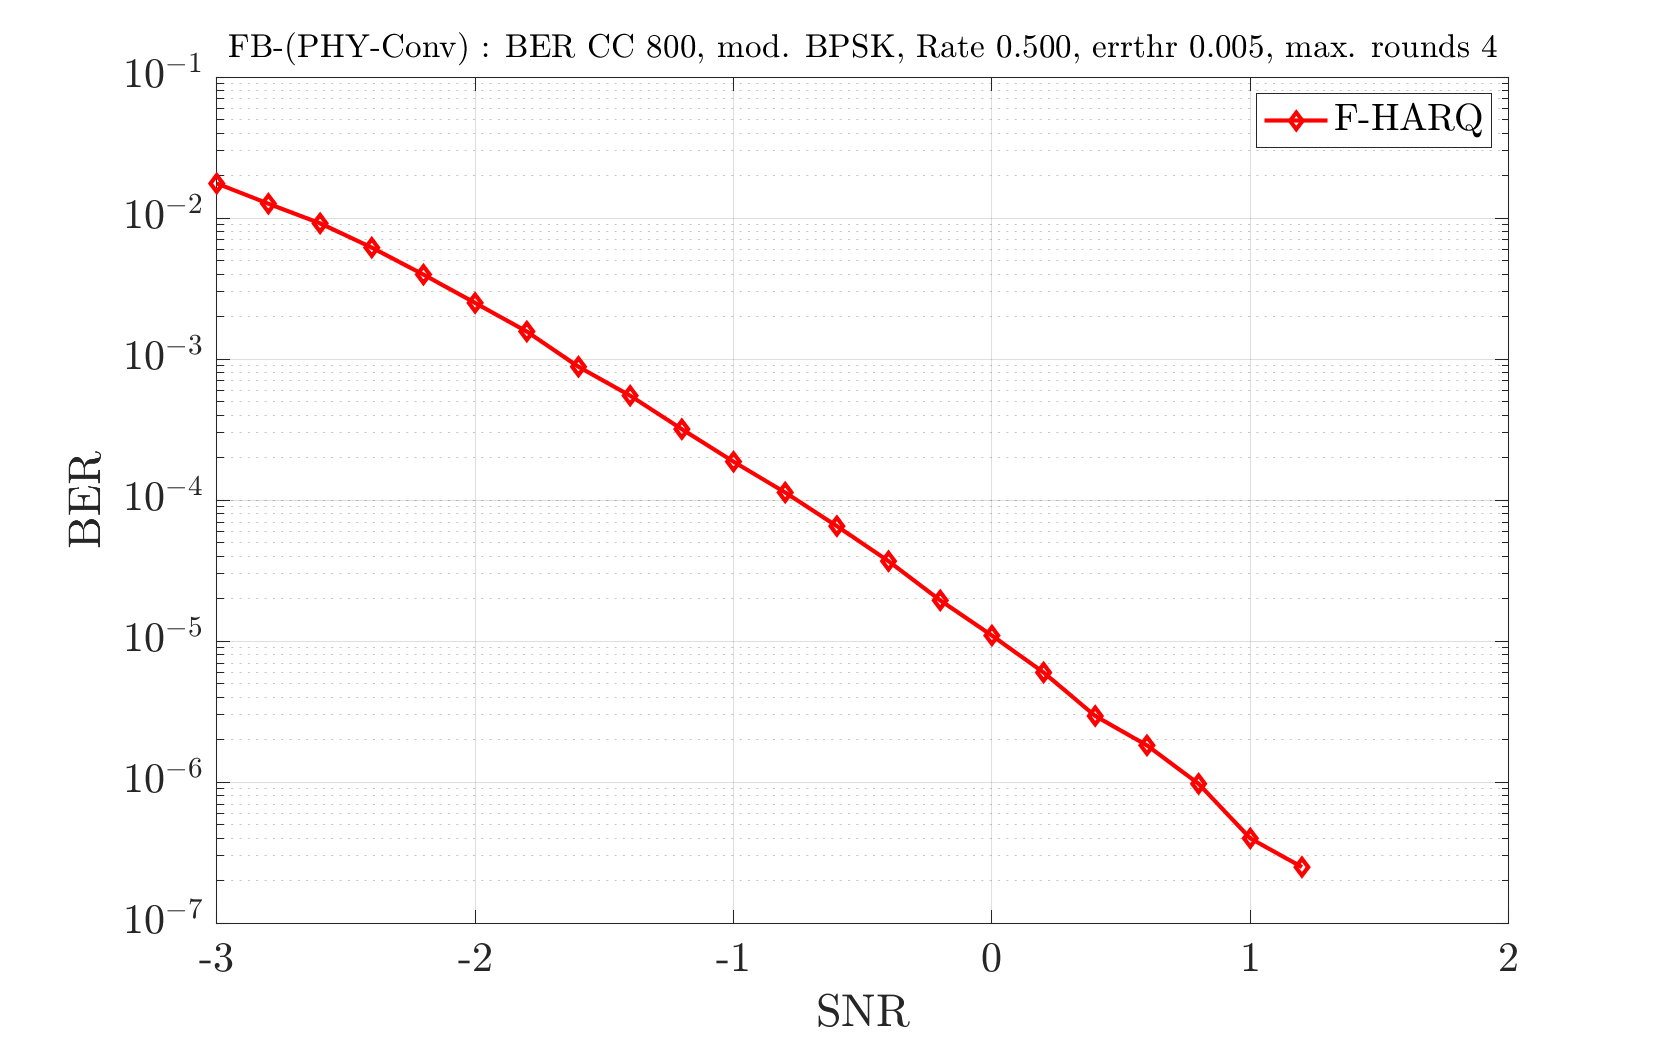 FB-(PHY-Conv) : BER CC 800, mod. BPSK, Rate 0.500, errthr 0.005, max. rounds 4
F-HARQ
10^{-1}
10^{-2}
10^{-3}
10^{-4}
10^{-5}
10^{-6}
10^{-7}
BER
-3 -2 -1 0 1 2
SNR